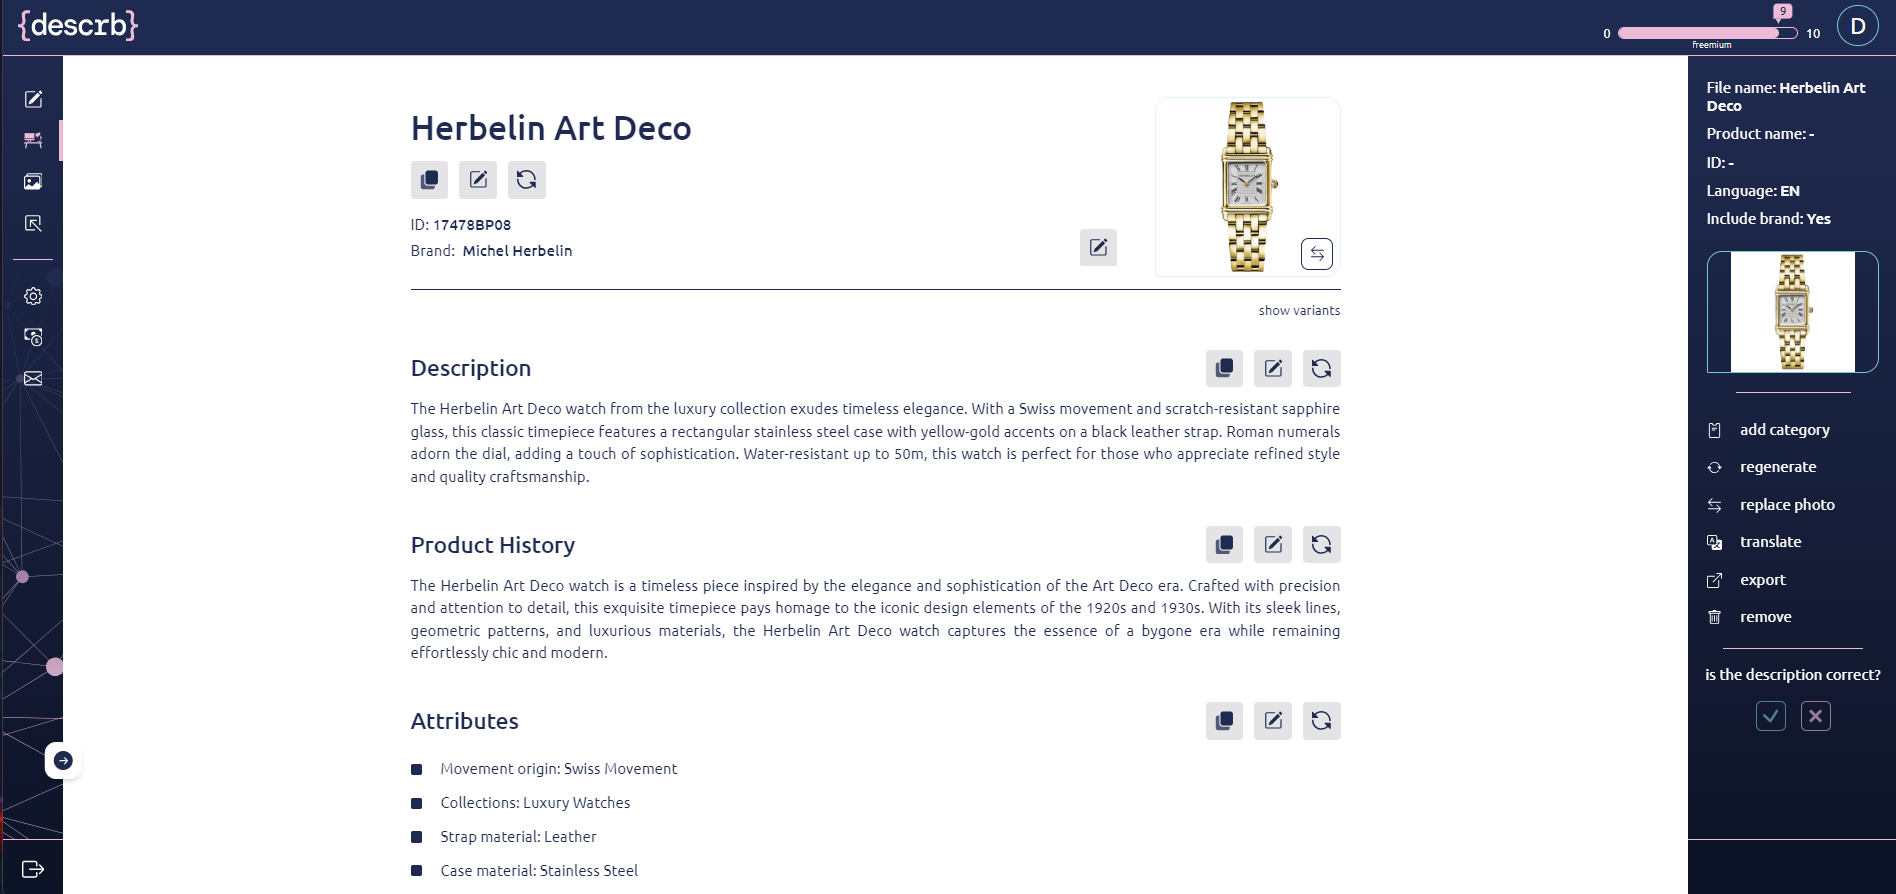 {descrb}
9
0
10
freemium
D
Herbelin Art Deco
ID: 17478BP08
Brand: Michel Herbelin
show variants
Description
The Herbelin Art Deco watch from the luxury collection exudes timeless elegance. With a Swiss movement and scratch-resistant sapphire
glass, this classic timepiece features a rectangular stainless steel case with yellow-gold accents on a black leather strap. Roman numerals
adorn the dial, adding a touch of sophistication. Water-resistant up to 50m, this watch is perfect for those who appreciate refined style
and quality craftsmanship.
Product History
The Herbelin Art Deco watch is a timeless piece inspired by the elegance and sophistication of the Art Deco era. Crafted with precision
and attention to detail, this exquisite timepiece pays homage to the iconic design elements of the 1920s and 1930s. With its sleek lines,
geometric patterns, and luxurious materials, the Herbelin Art Deco watch captures the essence of a bygone era while remaining
effortlessly chic and modern.
Attributes
Movement origin: Swiss Movement
Collections: Luxury Watches
Strap material: Leather
Case material: Stainless Steel
File name: Herbelin Art
Deco
Product name: -
ID: -
Language: EN
Include brand: Yes
add category
regenerate
replace photo
translate
export
remove
is the description correct?